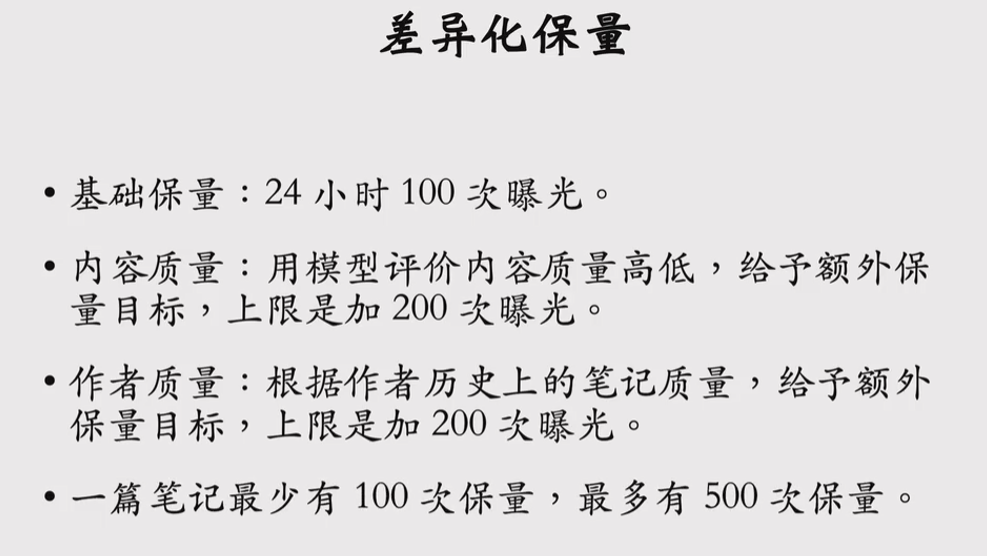 差异化保量
• 基础保量：24 小时 100 次曝光。
• 内容质量：用模型评价内容质量高低，给予额外保
量目标，上限是加 200 次曝光。
• 作者质量：根据作者历史上的笔记质量，给予额外
保量目标，上限是加 200 次曝光。
• 一篇笔记最少有 100 次保量，最多有 500 次保量。